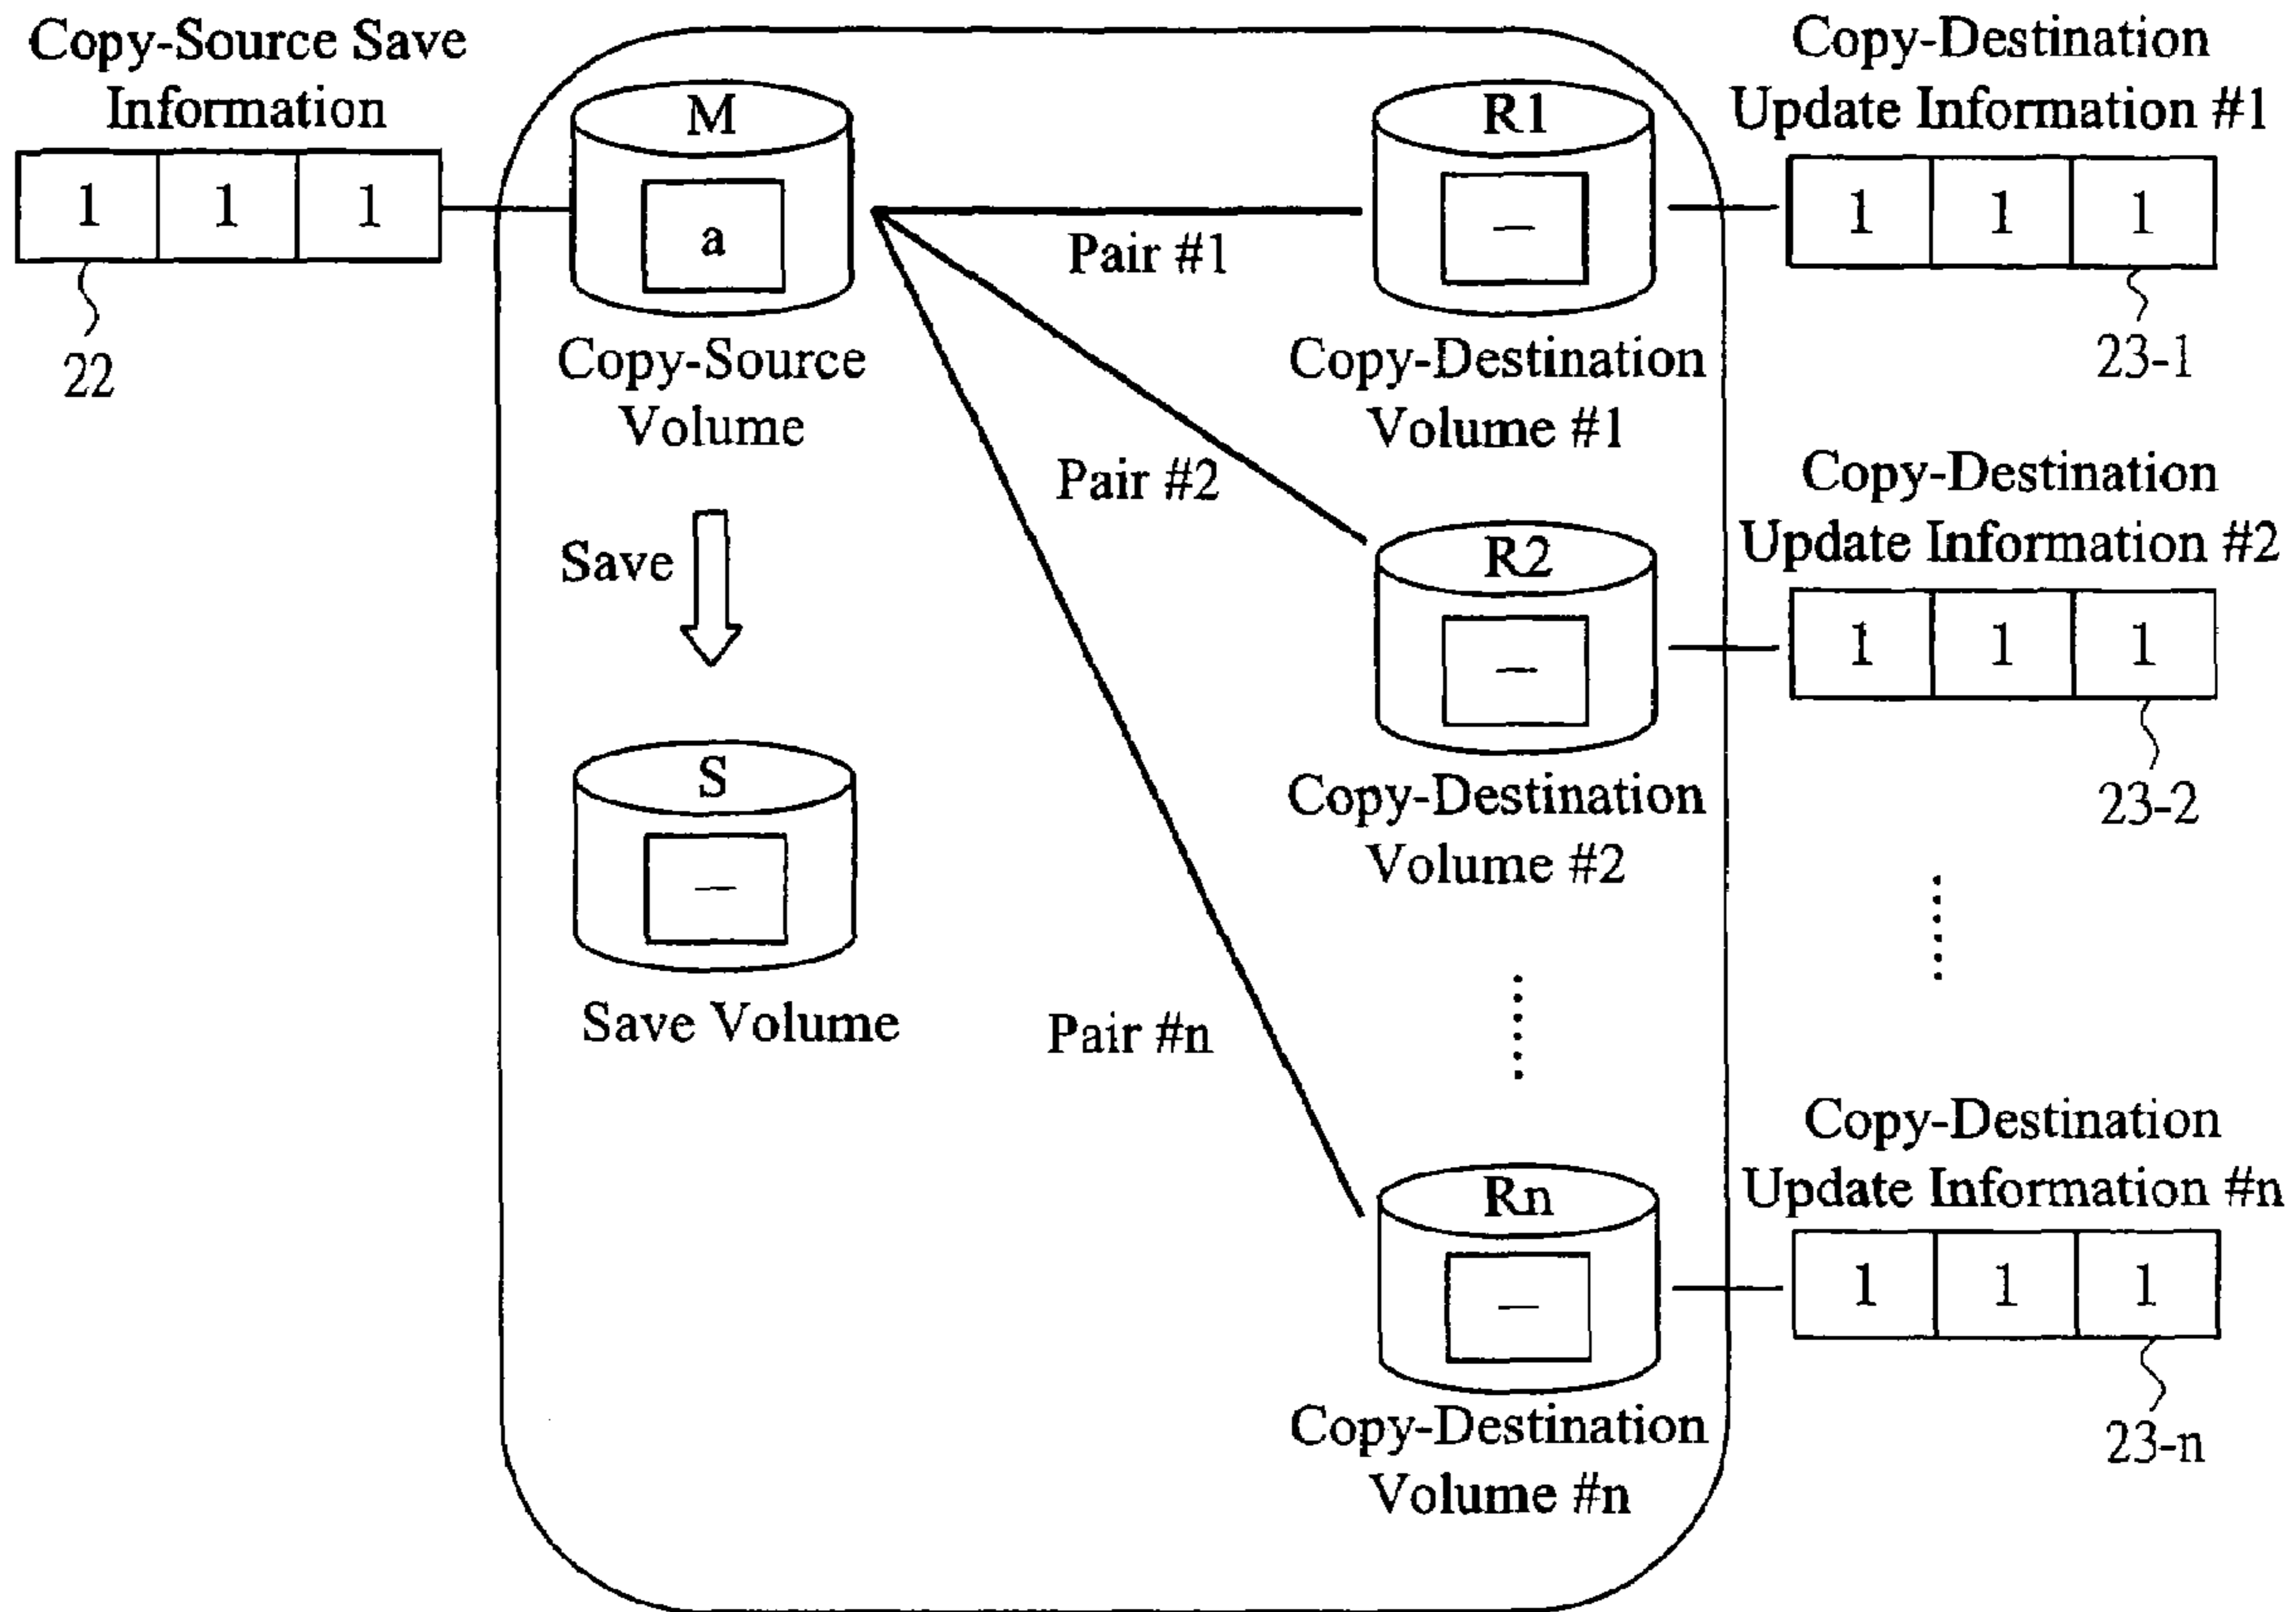 Copy-Source Save
Information
1 1 1
22
M
a
Copy-Source
Volume
Save
S
—
Save Volume
Pair #1
Pair #2
Pair #n
R1
—
Copy-Destination
Volume #1
R2
—
Copy-Destination
Volume #2
......
Rn
—
Copy-Destination
Volume #n
Copy-Destination
Update Information #1
1 1 1
23-1
Copy-Destination
Update Information #2
1 1 1
23-2
......
Copy-Destination
Update Information #n
1 1 1
23-n